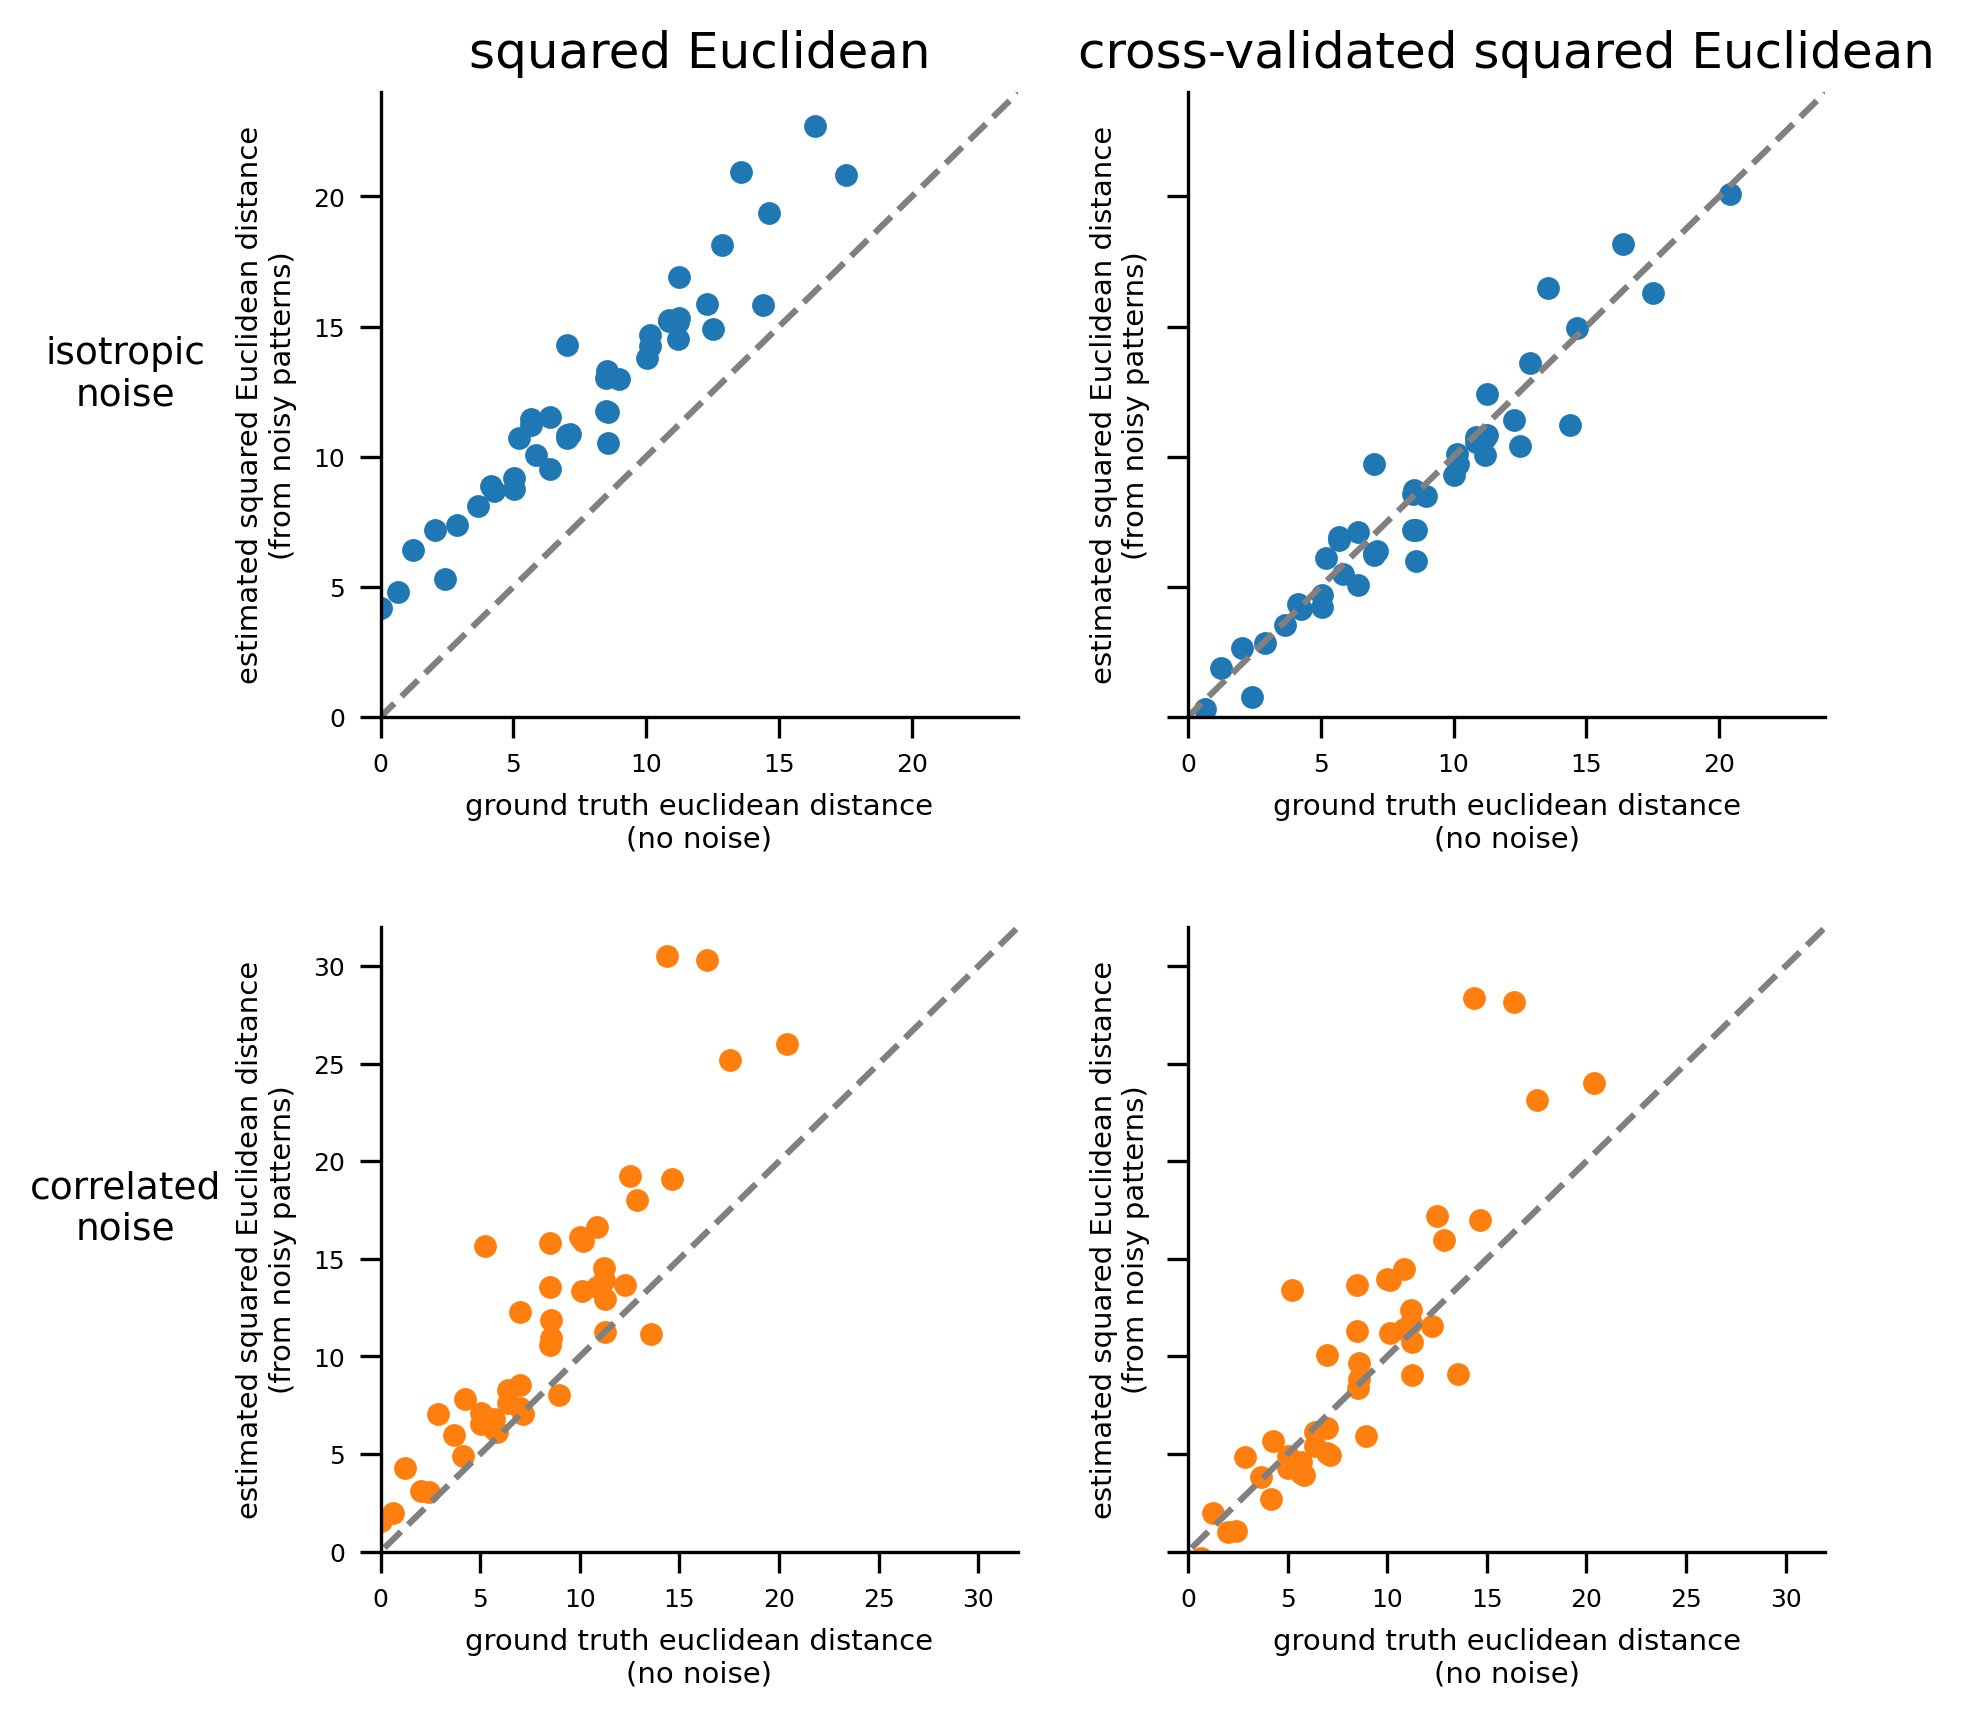 squared Euclidean
cross-validated squared Euclidean
isotropic
noise
estimated squared Euclidean distance
(from noisy patterns)
20
15
10
5
0
0 5 10 15 20
ground truth euclidean distance
(no noise)
estimated squared Euclidean distance
(from noisy patterns)
0 5 10 15 20
ground truth euclidean distance
(no noise)
correlated
noise
estimated squared Euclidean distance
(from noisy patterns)
30
25
20
15
10
5
0
0 5 10 15 20 25 30
ground truth euclidean distance
(no noise)
estimated squared Euclidean distance
(from noisy patterns)
0 5 10 15 20 25 30
ground truth euclidean distance
(no noise)